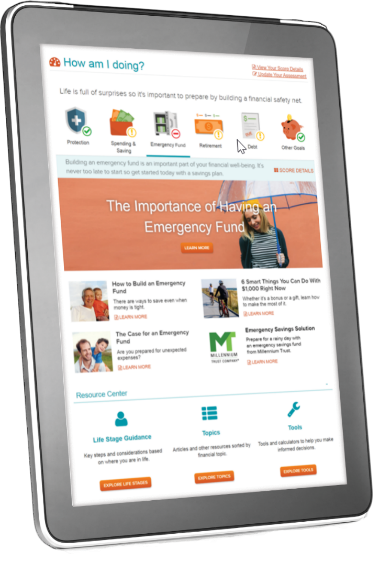 How am I doing?
View Your Score Details
Update Your Assessment
Life is full of surprises so it's important to prepare by building a financial safety net.
Protection
Spending &
Saving
Emergency Fund
Retirement
Debt
Other Goals
Building an emergency fund is an important part of your financial well-being. It's
never too late to start so get started today with a savings plan.
SCORE DETAILS
The Importance of Having an
Emergency Fund
LEARN MORE
How to Build an Emergency
Fund
There are ways to save even when
money is tight.
LEARN MORE
6 Smart Things You Can Do With
$1,000 Right Now
Whether it's a bonus or a gift, learn how
to make the most of it.
LEARN MORE
The Case for an Emergency
Fund
Are you prepared for unexpected
expenses?
LEARN MORE
MILLENNIUM
TRUST COMPANY
Emergency Savings Solution
Prepare for a rainy day with
an emergency savings fund
from Millennium Trust.
LEARN MORE
Resource Center
Life Stage Guidance
Key steps and considerations based
on where you are in life.
EXPLORE LIFE STAGES
Topics
Articles and other resources sorted by
financial topic.
EXPLORE TOPICS
Tools
Tools and calculators to help you make
informed decisions.
EXPLORE TOOLS